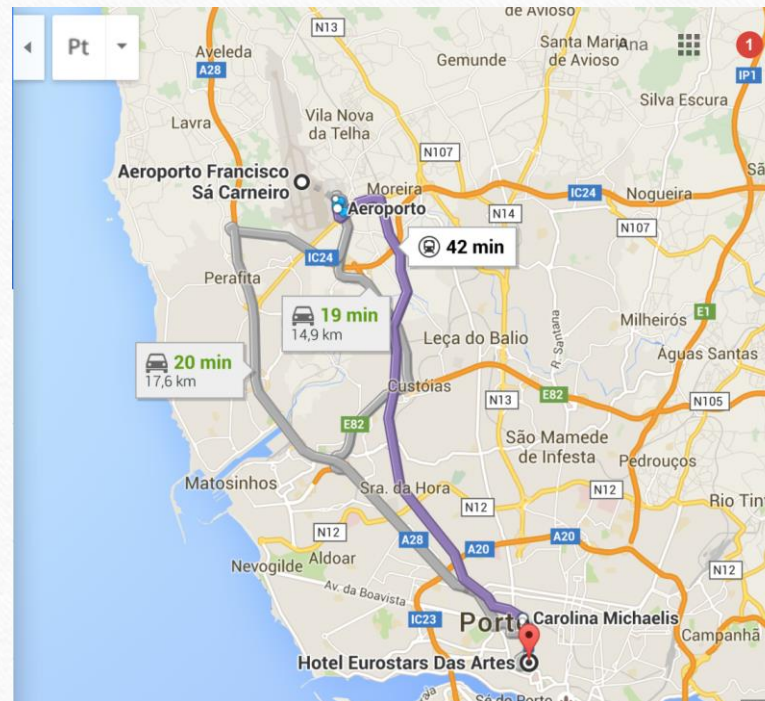 de Avioso
N13
Pt
Aveleda
Santa Maria
de Avioso
Ana
1
Gemunde
A28
IP1
Silva Escura
Lavra
Vila Nova
da Telha
N107
Aeroporto Francisco
Sá Carneiro
Moreira
IC24
Nogueira
Aeroporto
N14
N107
42 min
IC24
Perafita
E1
19 min
14,9 km
Milheirós
Leça do Balio
R. Santana
20 min
17,6 km
Águas Santas
Custóias
E82
N13
N105
E82
São Mamede
de Infesta
Pedrouços
Matosinhos
Sra. da Hora
N12
N12
Rio Tin
N12
A28
A20
A20
Aldoar
Nevogilde
N12
Av. da Boavista
IC23
Porto
Carolina Michaelis
Campanhã
Hotel Eurostars Das Artes